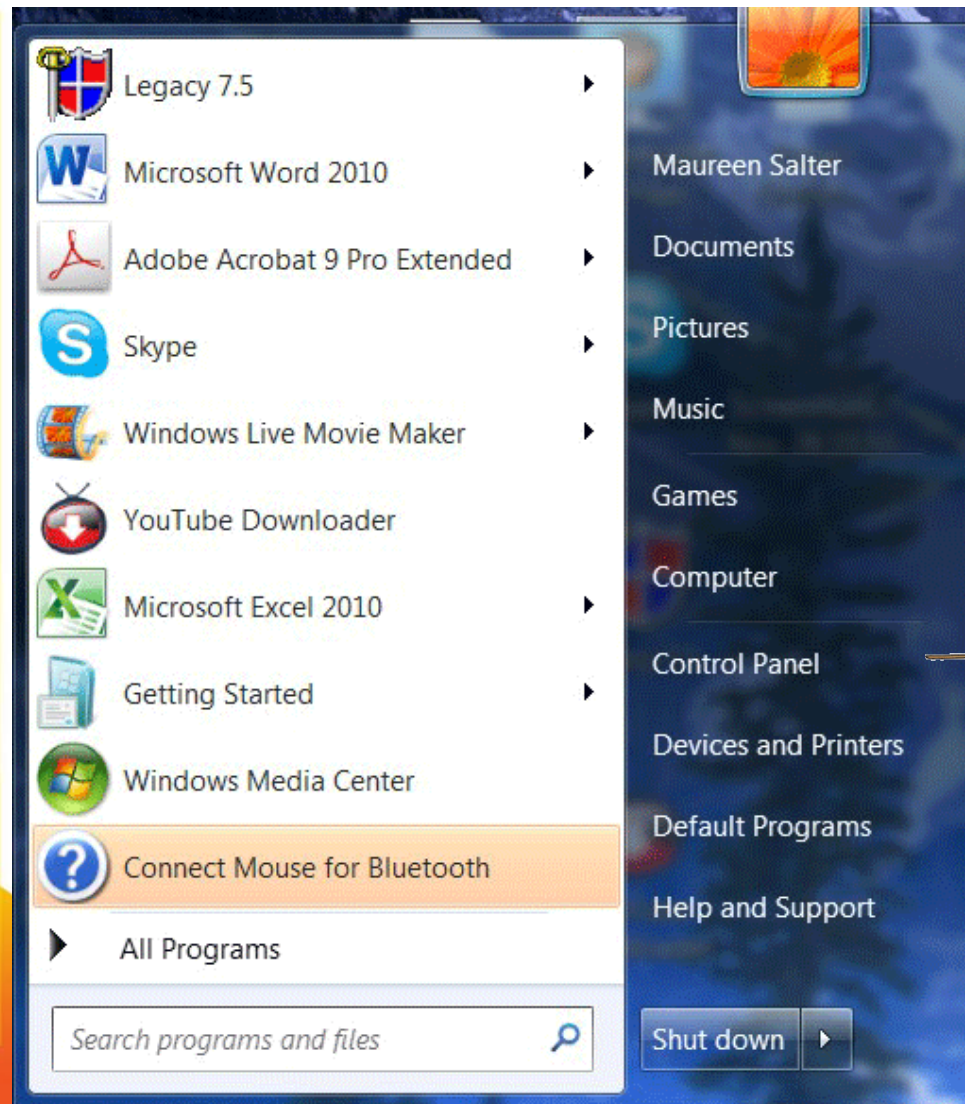 Legacy 7.5
Microsoft Word 2010
Adobe Acrobat 9 Pro Extended
Skype
Windows Live Movie Maker
YouTube Downloader
Microsoft Excel 2010
Getting Started
Windows Media Center
Connect Mouse for Bluetooth
All Programs
Search programs and files
Maureen Salter
Documents
Pictures
Music
Games
Computer
Control Panel
Devices and Printers
Default Programs
Help and Support
Shut down